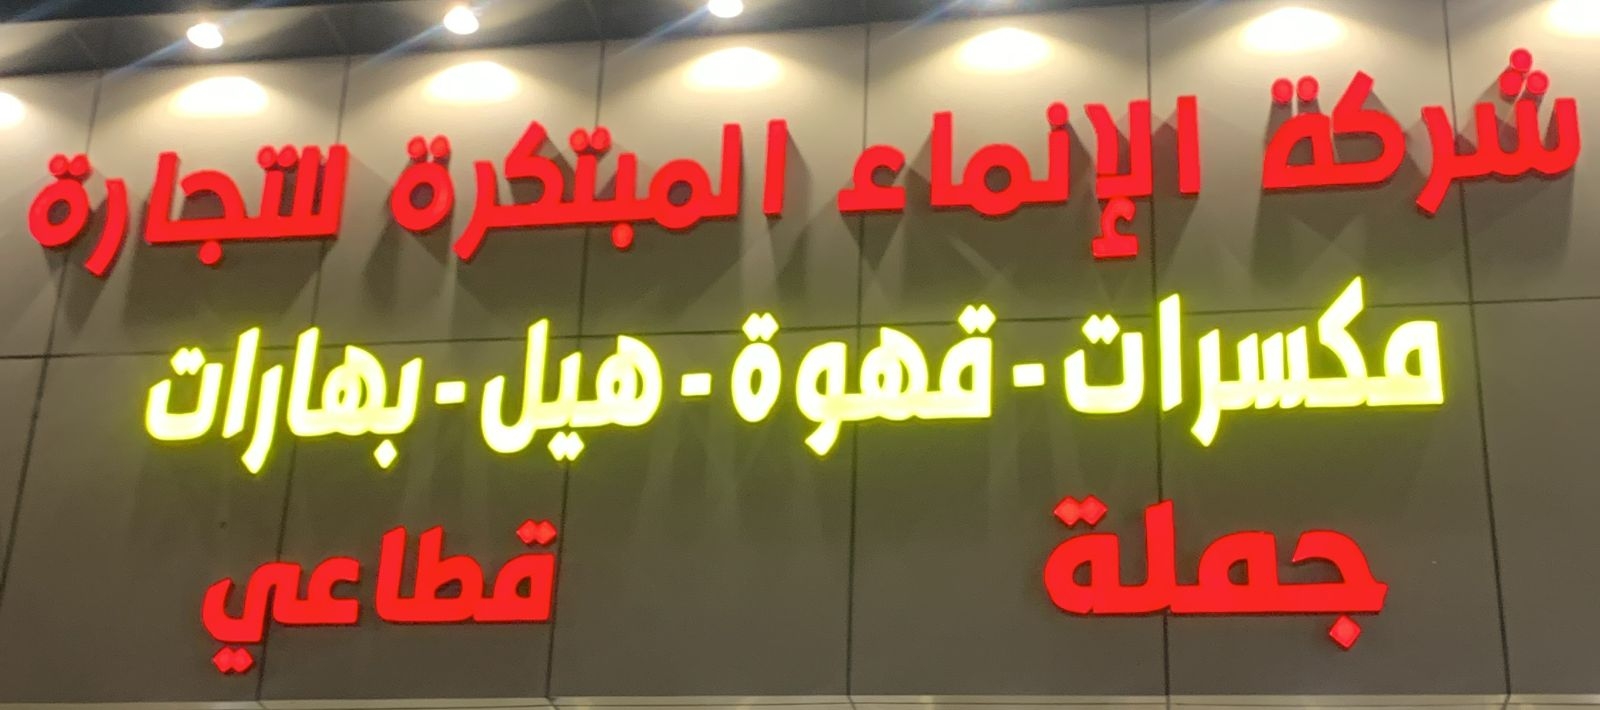 شركة الإنماء المبتكرة للتجارة
مكسرات - قهوة - هيل - بهارات
جملة قطاعي